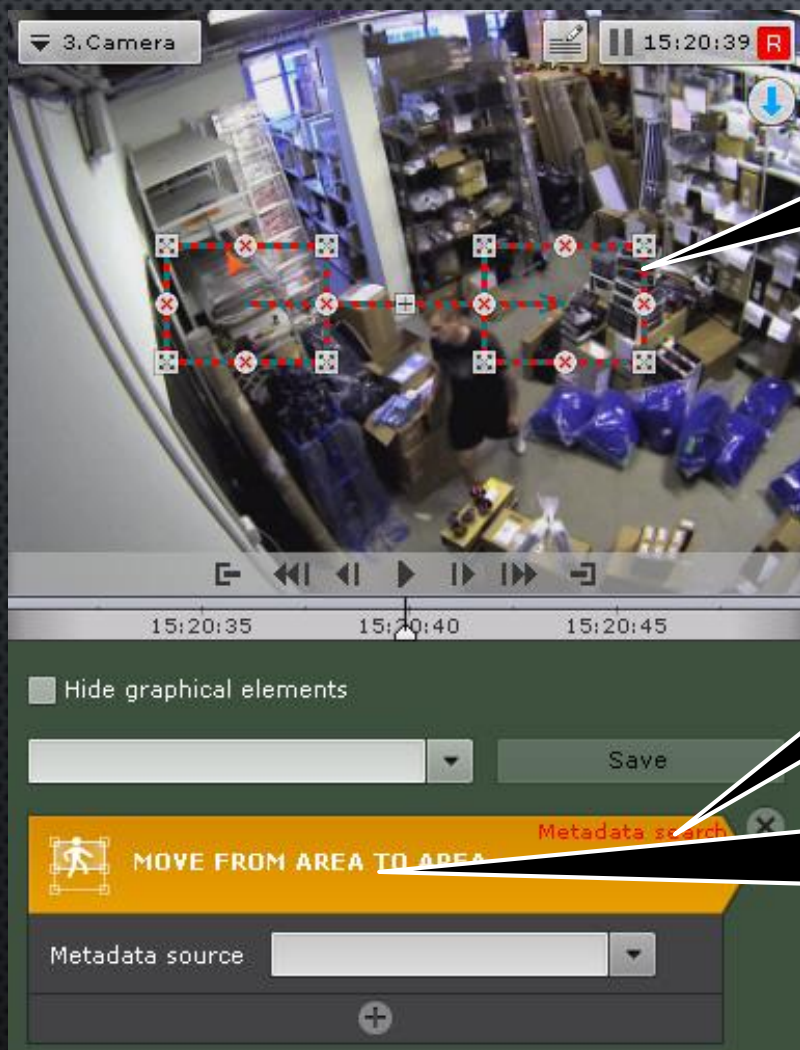 3.Camera
15:20:39 R
15:20:35 15:20:40 15:20:45
Hide graphical elements
Save
Metadata search
MOVE FROM AREA TO AREA
Metadata source